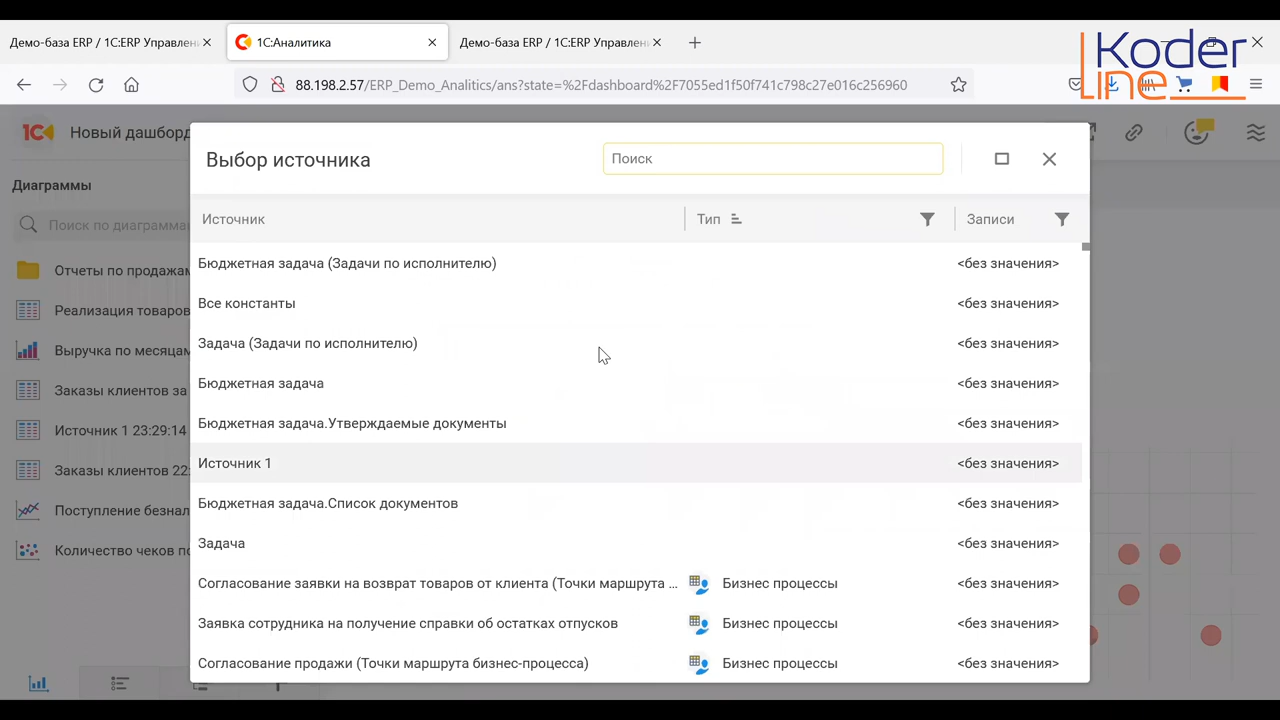 Демо-база ERP / 1С:ERP Управлени
1С:Аналитика
Демо-база ERP / 1С:ERP Управлени
Koder
line
88.198.2.57/ERP_Demo_Analitics/ans?state=%2Fdashboard%2F7055ed1f50f741c798c27e016c256960
1С
Новый дашборд
Выбор источника
Поиск
Диаграммы
Поиск по диаграммам
Источник
Тип
Записи
Отчеты по продажам
Бюджетная задача (Задачи по исполнителю)
<без значения>
Реализация товаров
Все константы
<без значения>
Выручка по месяцам
Задача (Задачи по исполнителю)
<без значения>
Заказы клиентов за
Бюджетная задача
<без значения>
Источник 1 23:29:14
Бюджетная задача.Утверждаемые документы
<без значения>
Заказы клиентов 22:
Источник 1
<без значения>
Поступление безнал
Бюджетная задача.Список документов
<без значения>
Количество чеков по
Задача
<без значения>
Согласование заявки на возврат товаров от клиента (Точки маршрута ...
Бизнес процессы
<без значения>
Заявка сотрудника на получение справки об остатках отпусков
Бизнес процессы
<без значения>
Согласование продажи (Точки маршрута бизнес-процесса)
Бизнес процессы
<без значения>